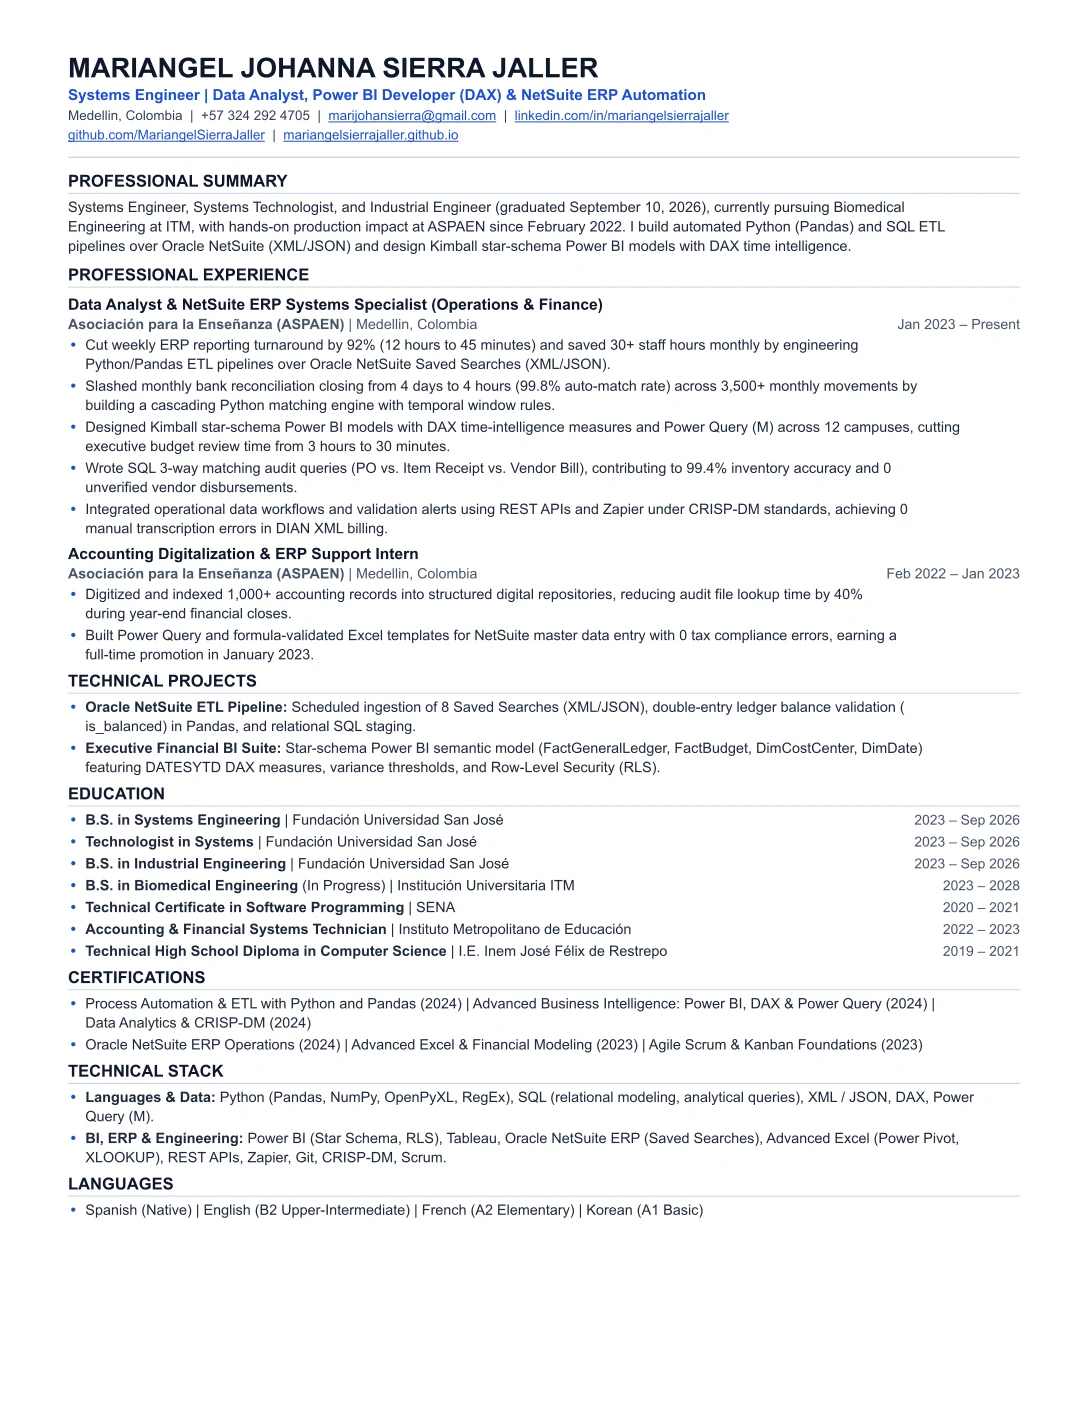 MARIANGEL JOHANNA SIERRA JALLER
Systems Engineer | Data Analyst, Power BI Developer (DAX) & NetSuite ERP Automation
Medellin, Colombia | +57 324 292 4705 | marijohansierra@gmail.com | linkedin.com/in/mariangelsierrajaller
github.com/MariangelSierraJaller | mariangelsierrajaller.github.io
PROFESSIONAL SUMMARY
Systems Engineer, Systems Technologist, and Industrial Engineer (graduated September 10, 2026), currently pursuing Biomedical
Engineering at ITM, with hands-on production impact at ASPAEN since February 2022. I build automated Python (Pandas) and SQL ETL
pipelines over Oracle NetSuite (XML/JSON) and design Kimball star-schema Power BI models with DAX time intelligence.
PROFESSIONAL EXPERIENCE
Data Analyst & NetSuite ERP Systems Specialist (Operations & Finance)
Asociación para la Enseñanza (ASPAEN) | Medellin, Colombia Jan 2023 – Present
• Cut weekly ERP reporting turnaround by 92% (12 hours to 45 minutes) and saved 30+ staff hours monthly by engineering
Python/Pandas ETL pipelines over Oracle NetSuite Saved Searches (XML/JSON).
• Slashed monthly bank reconciliation closing from 4 days to 4 hours (99.8% auto-match rate) across 3,500+ monthly movements by
building a cascading Python matching engine with temporal window rules.
• Designed Kimball star-schema Power BI models with DAX time-intelligence measures and Power Query (M) across 12 campuses, cutting
executive budget review time from 3 hours to 30 minutes.
• Wrote SQL 3-way matching audit queries (PO vs. Item Receipt vs. Vendor Bill), contributing to 99.4% inventory accuracy and 0
unverified vendor disbursements.
• Integrated operational data workflows and validation alerts using REST APIs and Zapier under CRISP-DM standards, achieving 0
manual transcription errors in DIAN XML billing.
Accounting Digitalization & ERP Support Intern
Asociación para la Enseñanza (ASPAEN) | Medellin, Colombia Feb 2022 – Jan 2023
• Digitized and indexed 1,000+ accounting records into structured digital repositories, reducing audit file lookup time by 40%
during year-end financial closes.
• Built Power Query and formula-validated Excel templates for NetSuite master data entry with 0 tax compliance errors, earning a
full-time promotion in January 2023.
TECHNICAL PROJECTS
• Oracle NetSuite ETL Pipeline: Scheduled ingestion of 8 Saved Searches (XML/JSON), double-entry ledger balance validation (
is_balanced) in Pandas, and relational SQL staging.
• Executive Financial BI Suite: Star-schema Power BI semantic model (FactGeneralLedger, FactBudget, DimCostCenter, DimDate)
featuring DATESYTD DAX measures, variance thresholds, and Row-Level Security (RLS).
EDUCATION
• B.S. in Systems Engineering | Fundación Universidad San José 2023 – Sep 2026
• Technologist in Systems | Fundación Universidad San José 2023 – Sep 2026
• B.S. in Industrial Engineering | Fundación Universidad San José 2023 – Sep 2026
• B.S. in Biomedical Engineering (In Progress) | Institución Universitaria ITM 2023 – 2028
• Technical Certificate in Software Programming | SENA 2020 – 2021
• Accounting & Financial Systems Technician | Instituto Metropolitano de Educación 2022 – 2023
• Technical High School Diploma in Computer Science | I.E. Inem José Félix de Restrepo 2019 – 2021
CERTIFICATIONS
• Process Automation & ETL with Python and Pandas (2024) | Advanced Business Intelligence: Power BI, DAX & Power Query (2024) |
Data Analytics & CRISP-DM (2024)
• Oracle NetSuite ERP Operations (2024) | Advanced Excel & Financial Modeling (2023) | Agile Scrum & Kanban Foundations (2023)
TECHNICAL STACK
• Languages & Data: Python (Pandas, NumPy, OpenPyXL, RegEx), SQL (relational modeling, analytical queries), XML / JSON, DAX, Power
Query (M).
• BI, ERP & Engineering: Power BI (Star Schema, RLS), Tableau, Oracle NetSuite ERP (Saved Searches), Advanced Excel (Power Pivot,
XLOOKUP), REST APIs, Zapier, Git, CRISP-DM, Scrum.
LANGUAGES
• Spanish (Native) | English (B2 Upper-Intermediate) | French (A2 Elementary) | Korean (A1 Basic)